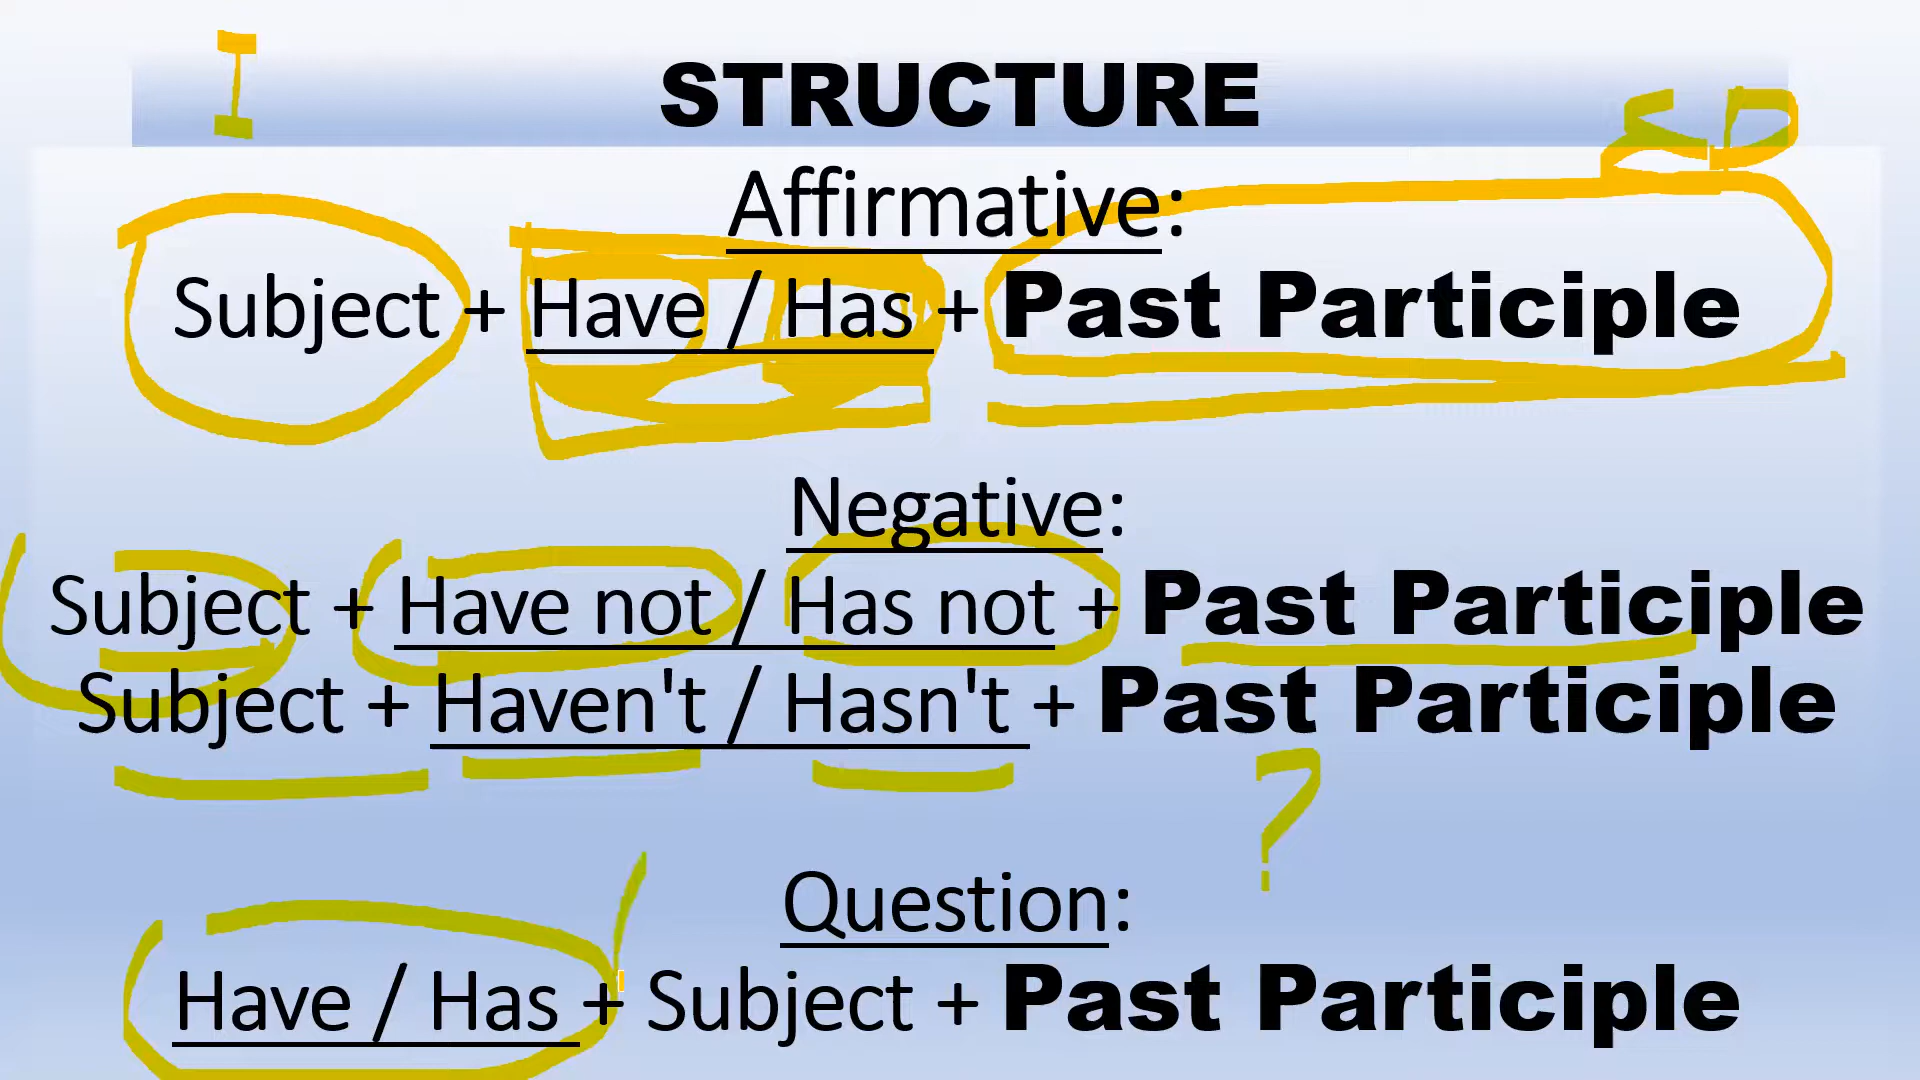 I
STRUCTURE
ED
Affirmative:
Subject + Have / Has + Past Participle
Negative:
Subject + Have not / Has not + Past Participle
Subject + Haven't / Hasn't + Past Participle
?
Question:
Have / Has + Subject + Past Participle